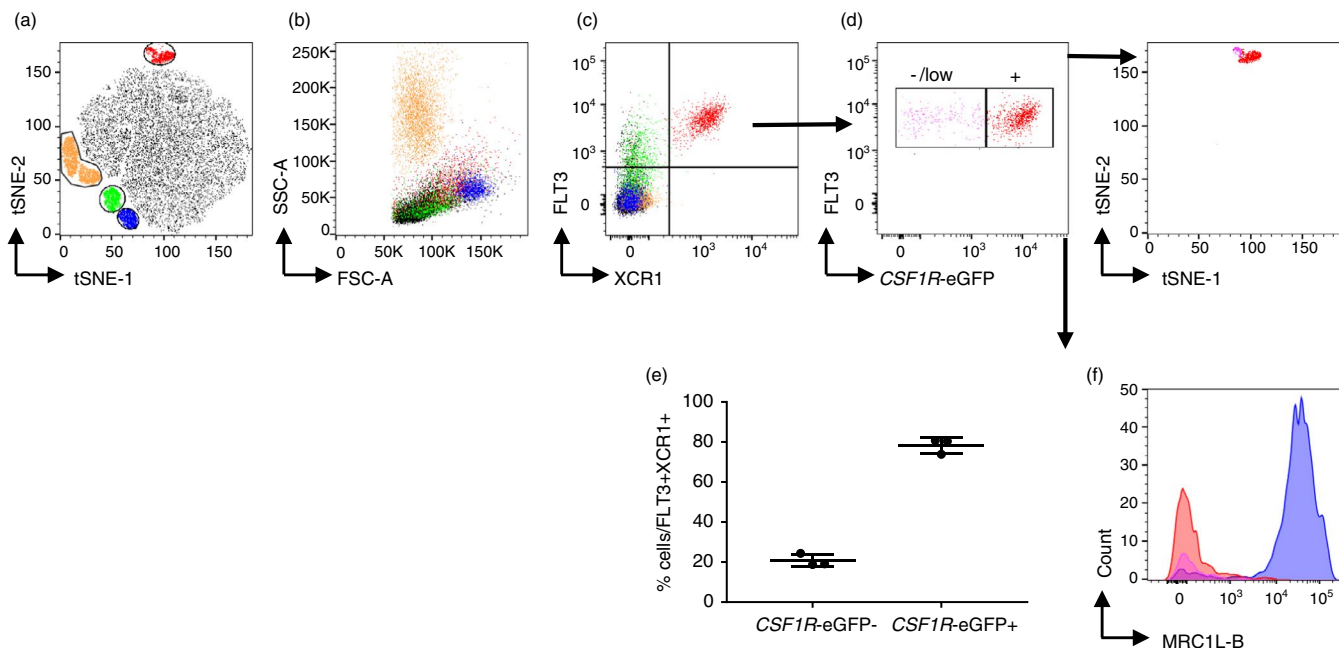 (a)
150
100
50
0
0
50
100
150
tSNE-2
tSNE-1
(b)
250K
200K
150K
100K
50K
0
0
50K
100K
150K
SSC-A
FSC-A
(c)
10^5
10^4
10^3
0
10^3
10^4
FLT3
XCR1
(d)
-/low
+
10^5
10^4
10^3
0
0
10^3
10^4
FLT3
CSF1R-eGFP
150
100
50
0
0
50
100
150
tSNE-2
tSNE-1
(e)
100
80
60
40
20
0
% cells/FLT3+XCR1+
CSF1R-eGFP-
CSF1R-eGFP+
(f)
50
40
30
20
10
0
0
10^3
10^4
10^5
Count
MRC1L-B